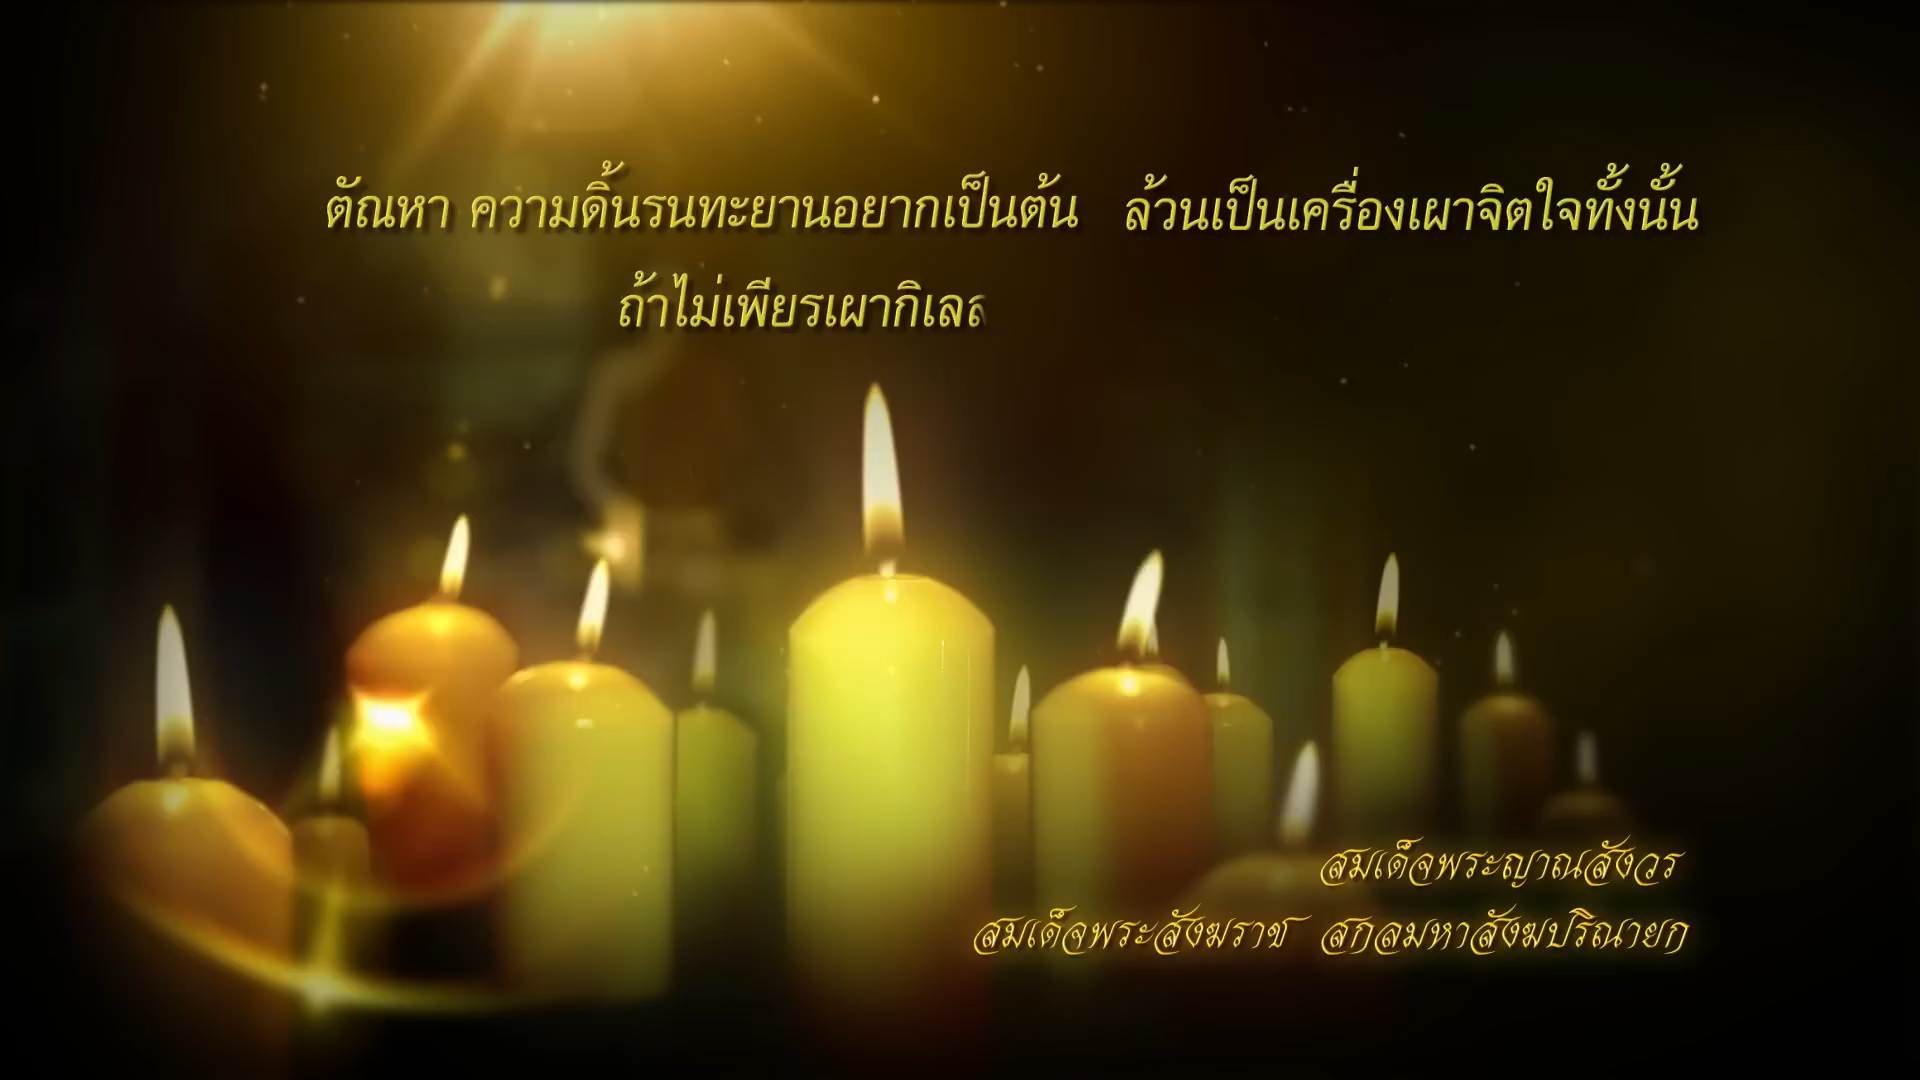 ตัณหา ความดิ้นรนทะยานอยากเป็นต้น ล้วนเป็นเครื่องเผาจิตใจทั้งนั้น
ถ้าไม่เพียรเผากิเลส
สมเด็จพระญาณสังวร
สมเด็จพระสังฆราช สกลมหาสังฆปริณายก